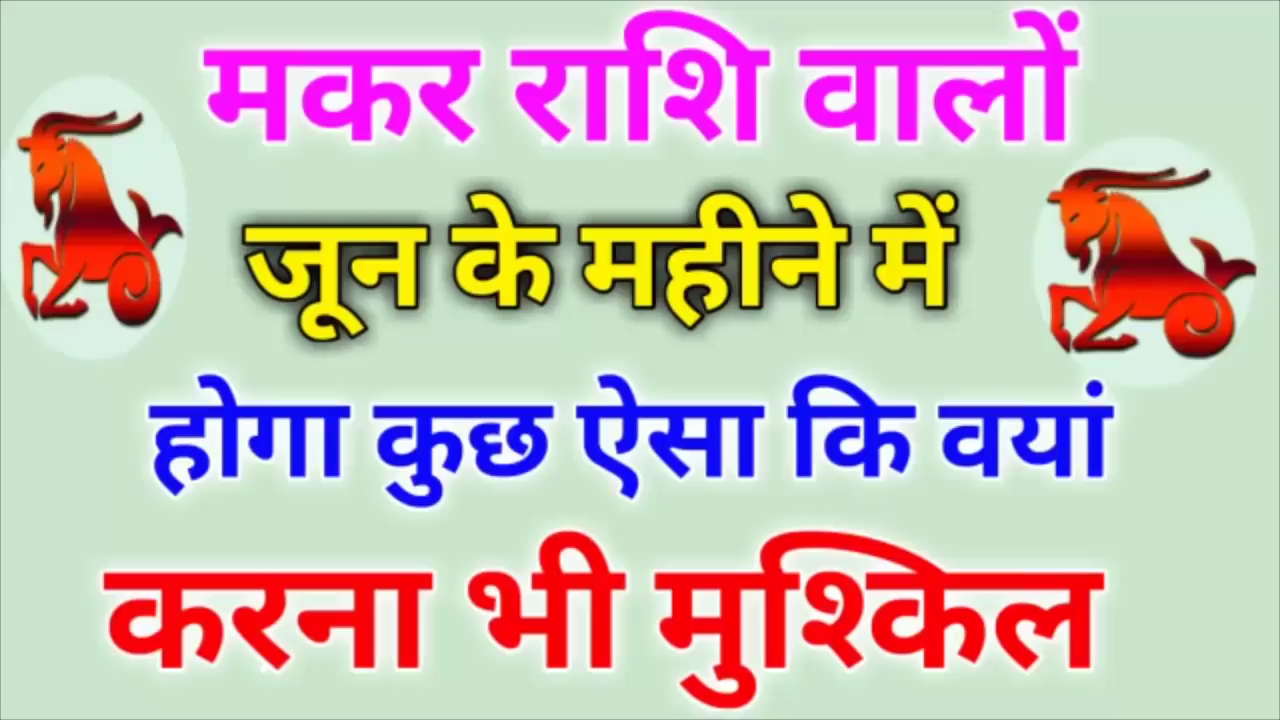 मकर राशि वालों
जून के महीने में
होगा कुछ ऐसा कि वयां
करना भी मुश्किल